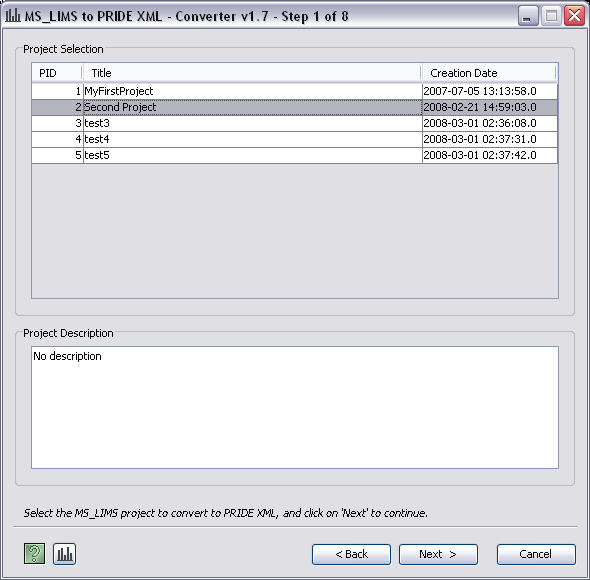 MS_LIMS to PRIDE XML - Converter v1.7 - Step 1 of 8
Project Selection
PID Title Creation Date
1 MyFirstProject 2007-07-05 13:13:58.0
2 Second Project 2008-02-21 14:59:03.0
3 test3 2008-03-01 02:36:08.0
4 test4 2008-03-01 02:37:31.0
5 test5 2008-03-01 02:37:42.0
Project Description
No description
Select the MS_LIMS project to convert to PRIDE XML, and click on 'Next' to continue.
? < Back Next > Cancel